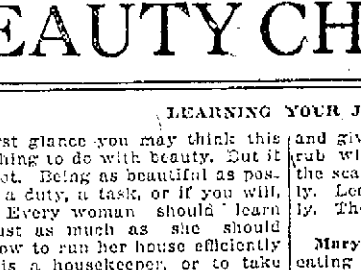 EAUTY CH
LEARNING YOUR J
rst glance you may think this
hing to do with beauty. But it
ot. Being as beautiful as pos-
a duty, a task, or if you will,
Every woman should learn
ust as much as she should
ow to run her house efficiently
is a housekeeper, or to take
and giv
rub wi
the sca
ly. Le
ly. Th
Mary
eating